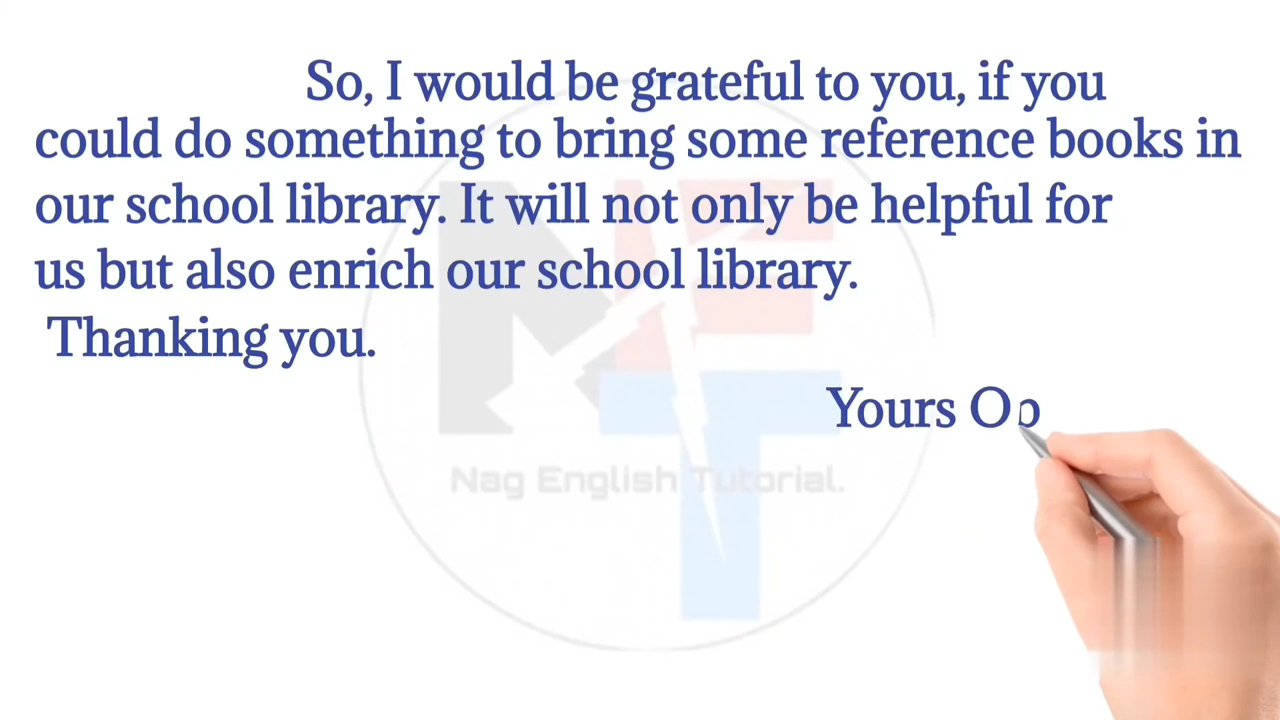 So, I would be grateful to you, if you
could do something to bring some reference books in
our school library. It will not only be helpful for
us but also enrich our school library.
Thanking you.
Yours Ob
Nag English Tutorial.